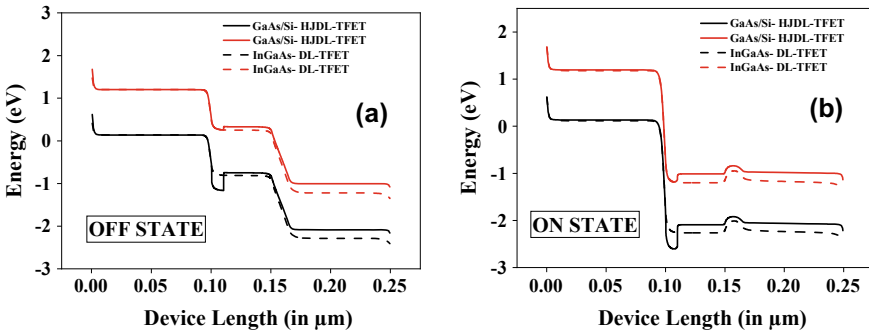 GaAs/Si- HJDL-TFET
GaAs/Si- HJDL-TFET
InGaAs- DL-TFET
InGaAs- DL-TFET
(a)
OFF STATE
Energy (eV)
3
2
1
0
-1
-2
-3
0.00 0.05 0.10 0.15 0.20 0.25
Device Length (in µm)
GaAs/Si- HJDL-TFET
GaAs/Si- HJDL-TFET
InGaAs- DL-TFET
InGaAs- DL-TFET
(b)
ON STATE
Energy (eV)
2
1
0
-1
-2
-3
0.00 0.05 0.10 0.15 0.20 0.25
Device Length (in µm)